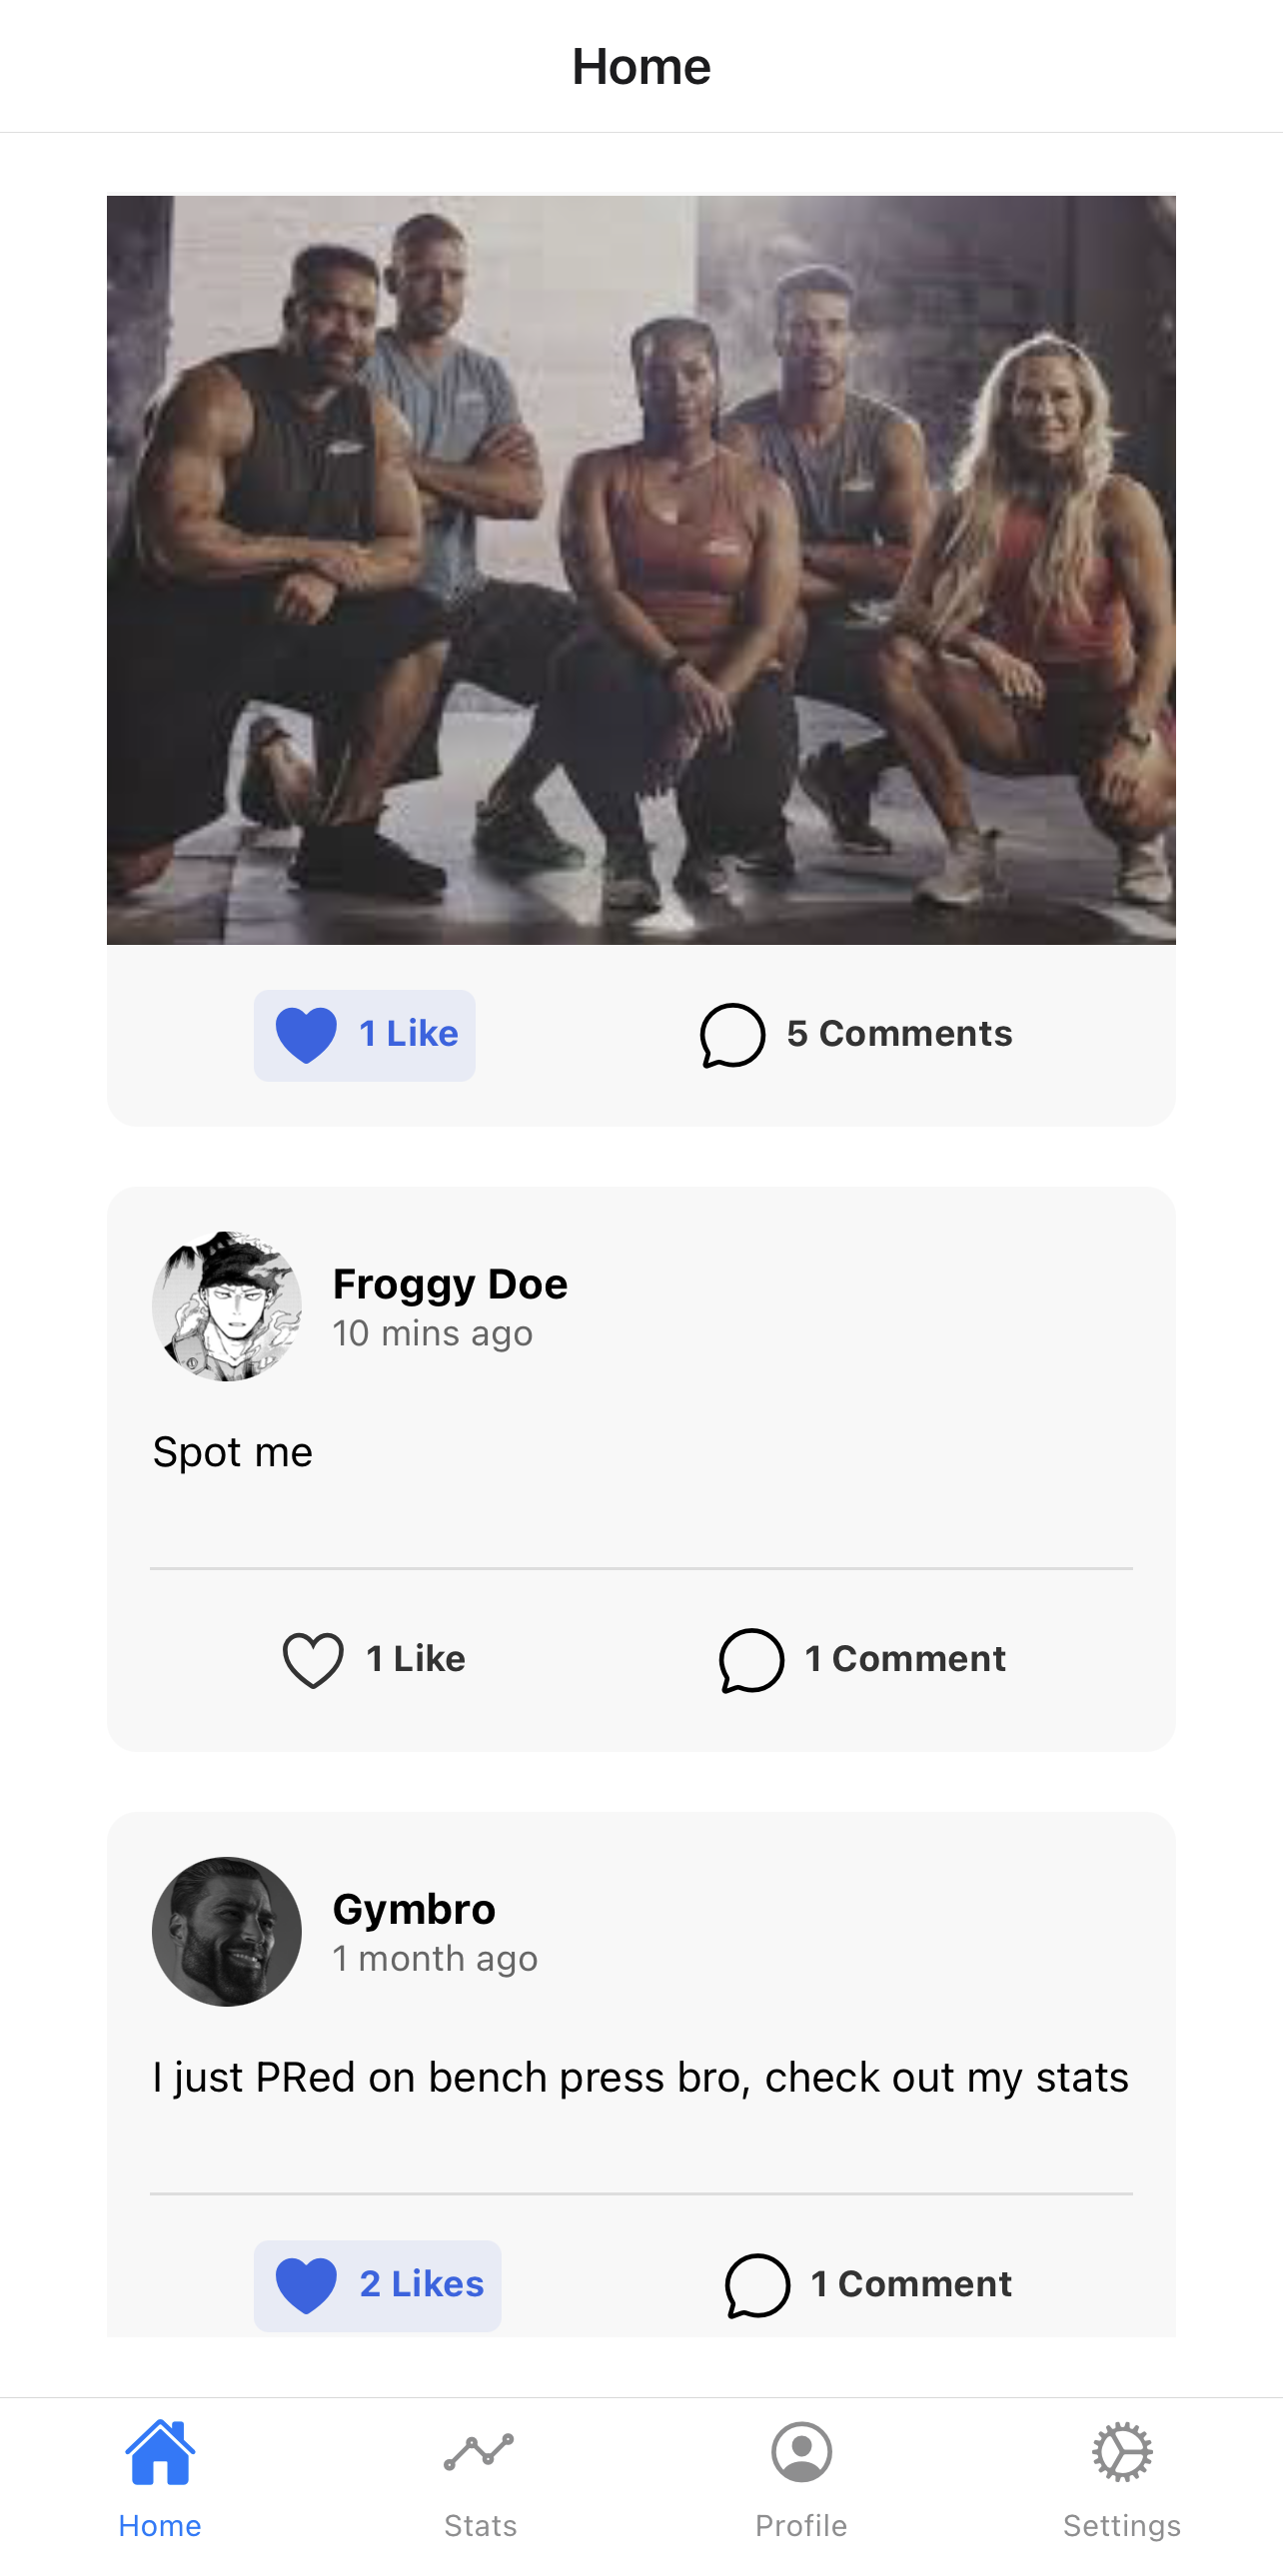 Home
1 Like
5 Comments
Froggy Doe
10 mins ago
Spot me
1 Like
1 Comment
Gymbro
1 month ago
I just PRed on bench press bro, check out my stats
2 Likes
1 Comment
Home
Stats
Profile
Settings